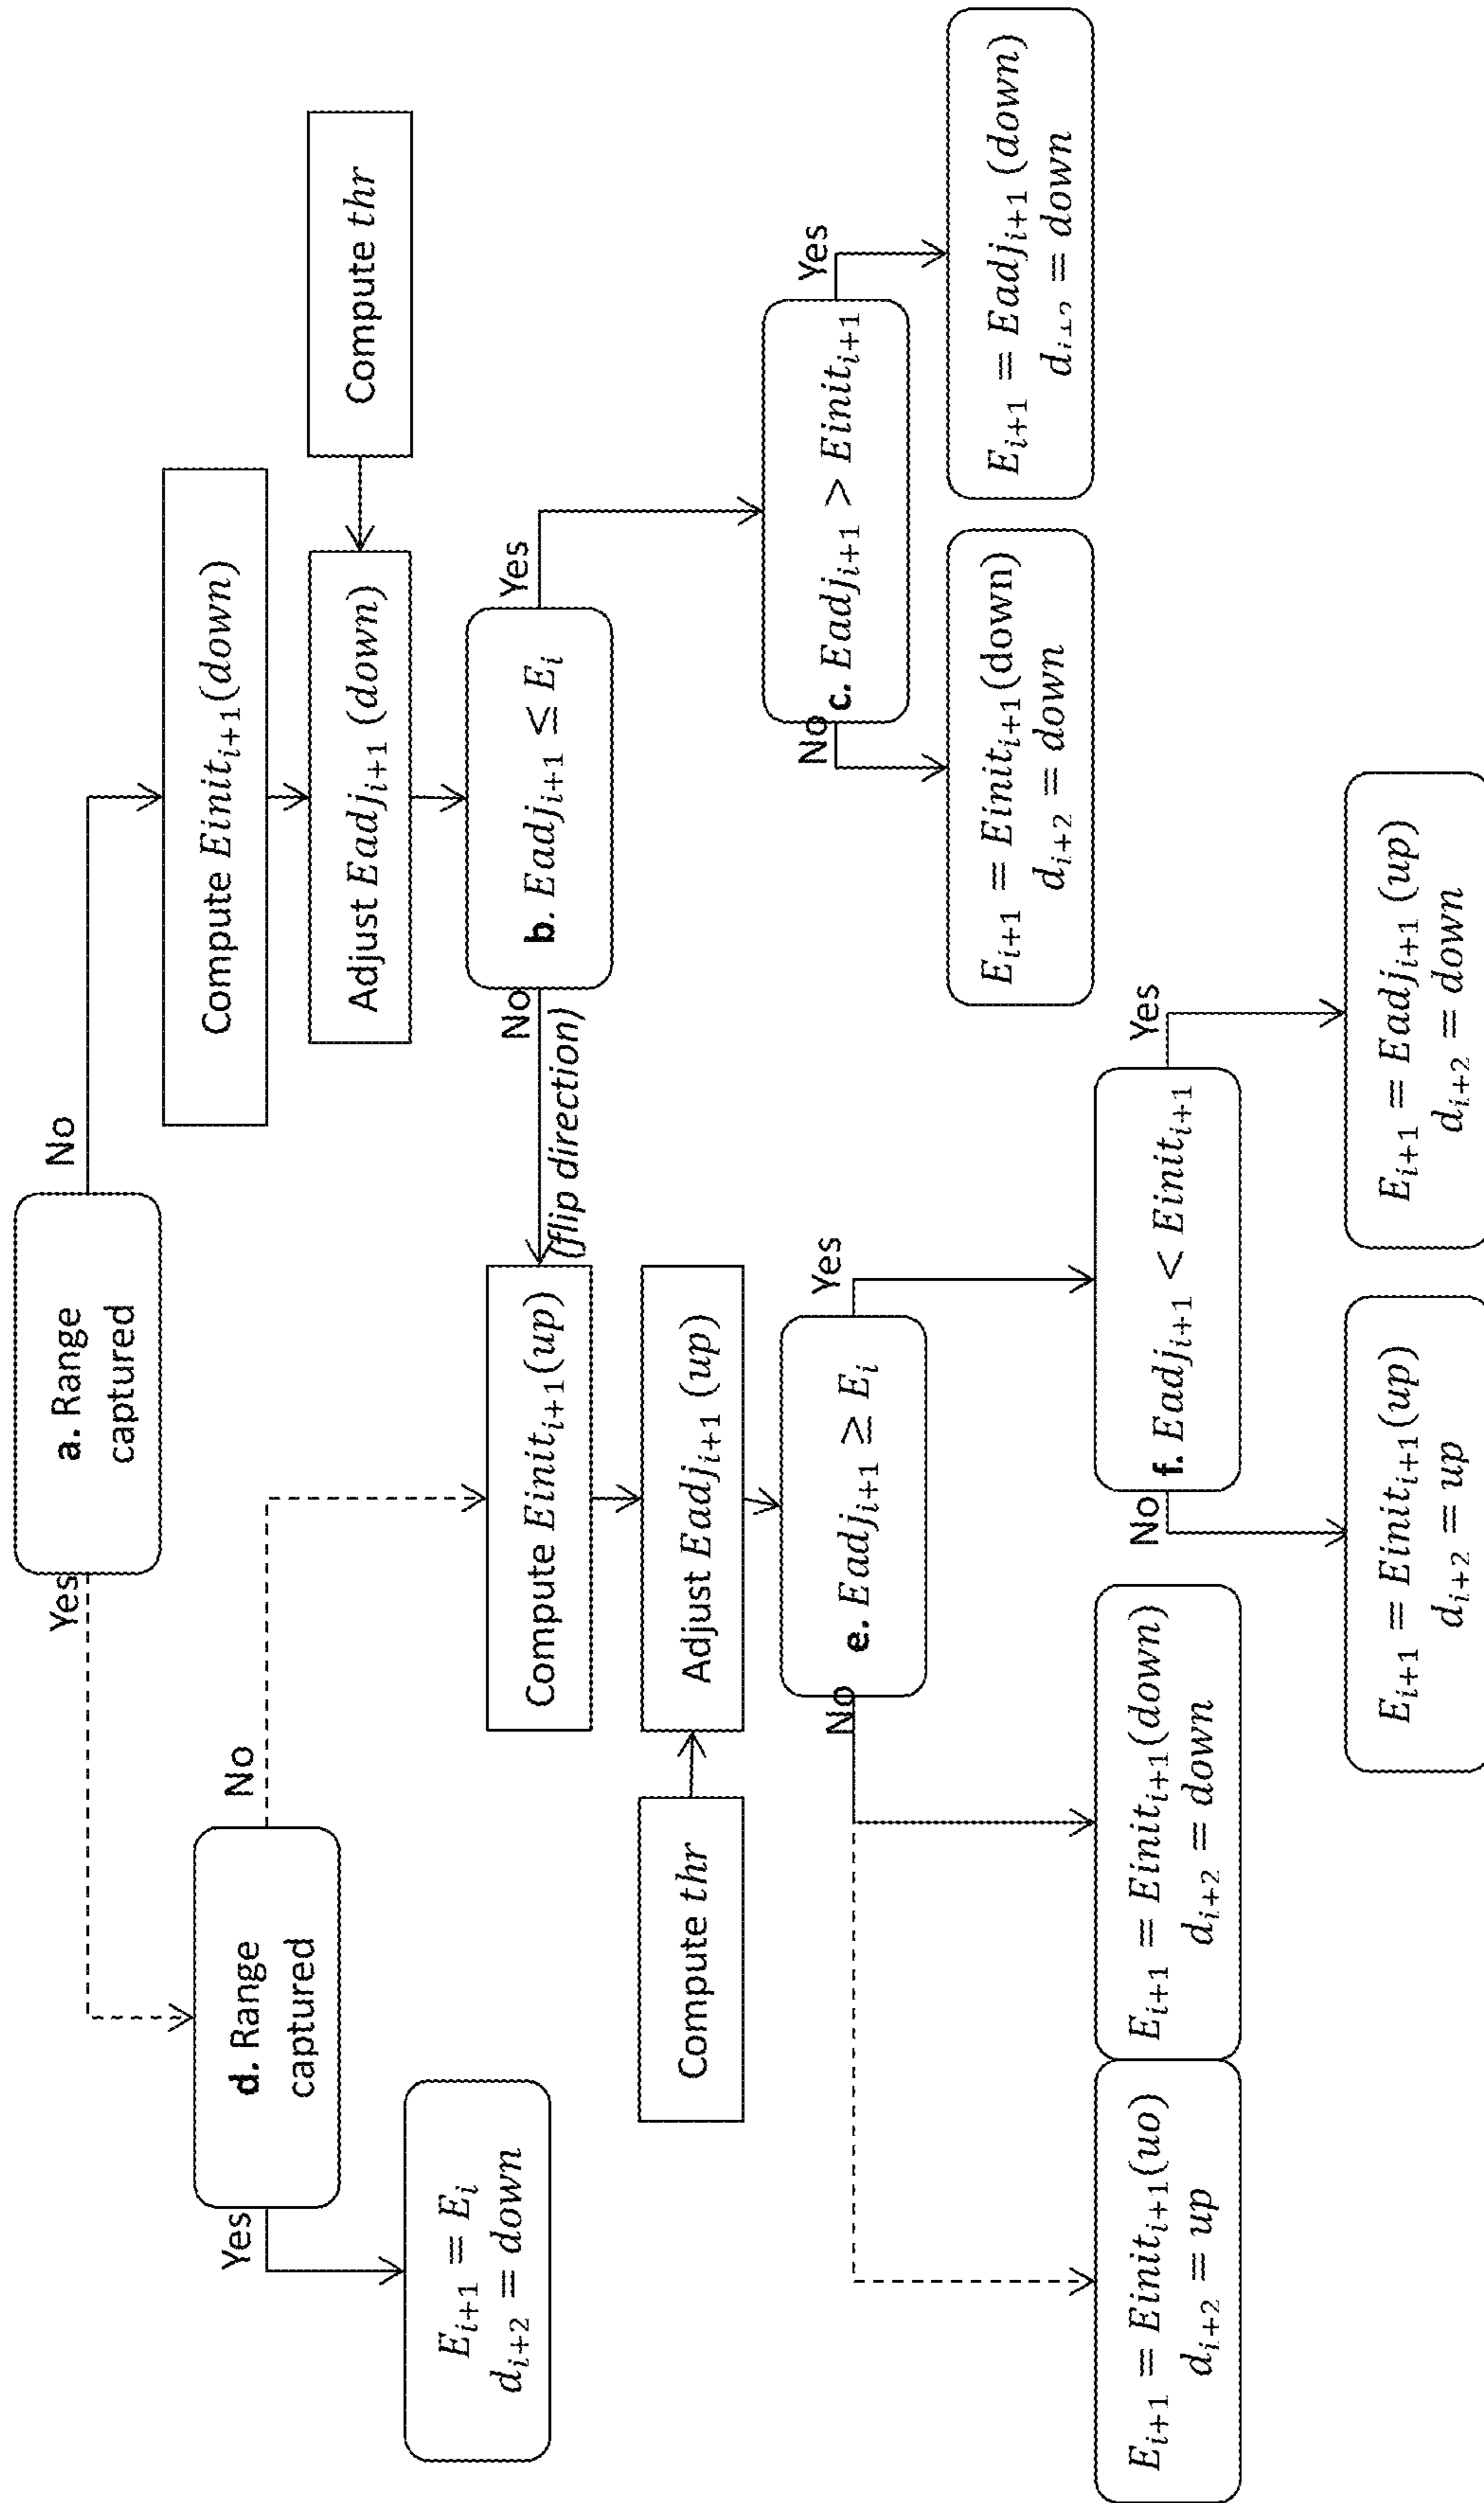 a. Range
captured
Yes
No
d. Range
captured
Yes
No
E_{i+1} = E_i
d_{i+2} = down
Compute Einit_{i+1}(down)
Compute thr
Adjust Eadj_{i+1} (down)
b. Eadj_{i+1} ≤ E_i
No
(flip direction)
Yes
Compute Einit_{i+1}(up)
Compute thr
Adjust Eadj_{i+1} (up)
c. Eadj_{i+1} > Einit_{i+1}
No
Yes
E_{i+1} = Einit_{i+1}(down)
d_{i+2} = down
E_{i+1} = Eadj_{i+1} (down)
d_{i+2} = down
e. Eadj_{i+1} ≥ E_i
No
Yes
E_{i+1} = Einit_{i+1}(uo)
d_{i+2} = up
E_{i+1} = Einit_{i+1}(down)
d_{i+2} = down
f. Eadj_{i+1} < Einit_{i+1}
No
Yes
E_{i+1} = Einit_{i+1}(up)
d_{i+2} = up
E_{i+1} = Eadj_{i+1} (up)
d_{i+2} = down